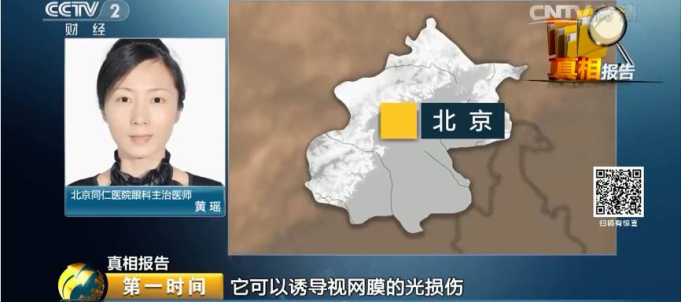 CCTV 2
财经
CNTV 高清
真相报告
北京
北京同仁医院眼科主治医师
黄瑶
扫码有惊喜
真相报告
第一时间
它可以诱导视网膜的光损伤